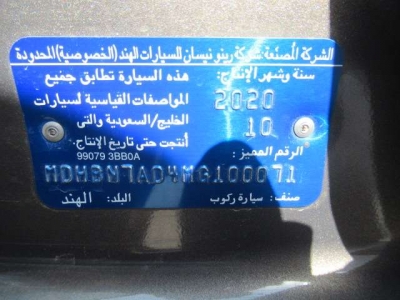 الشركة المصنعة شركة رينو نيسان للسيارات الهند (الخصوصية) المحدودة
سنة وشهر الإنتاج: هذه السيارة تطابق جميع
2020 المواصفات القياسية لسيارات
10 الخليج/السعودية والتى
أنتجت حتى تاريخ الإنتاج.
الرقم المميز: 99079 3BB0A
MDHBN7AD4MG100071
صنف: سيارة ركوب البلد: الهند